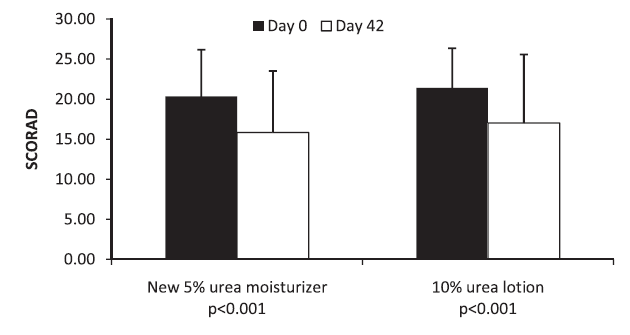 30.00
Day 0 Day 42
25.00
20.00
15.00
10.00
5.00
0.00
SCORAD
New 5% urea moisturizer
p<0.001
10% urea lotion
p<0.001